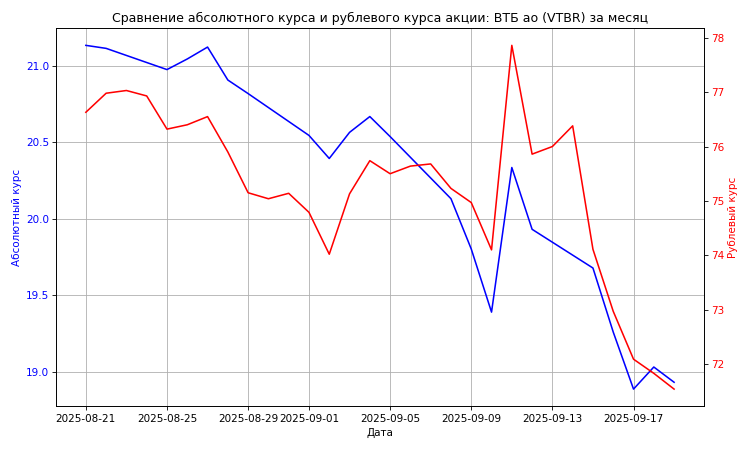 Сравнение абсолютного курса и рублевого курса акции: ВТБ ао (VTBR) за месяц
21.0
20.5
20.0
19.5
19.0
Абсолютный курс
78
77
76
75
74
73
72
Рублевый курс
2025-08-21 2025-08-25 2025-08-29 2025-09-01 2025-09-05 2025-09-09 2025-09-13 2025-09-17
Дата